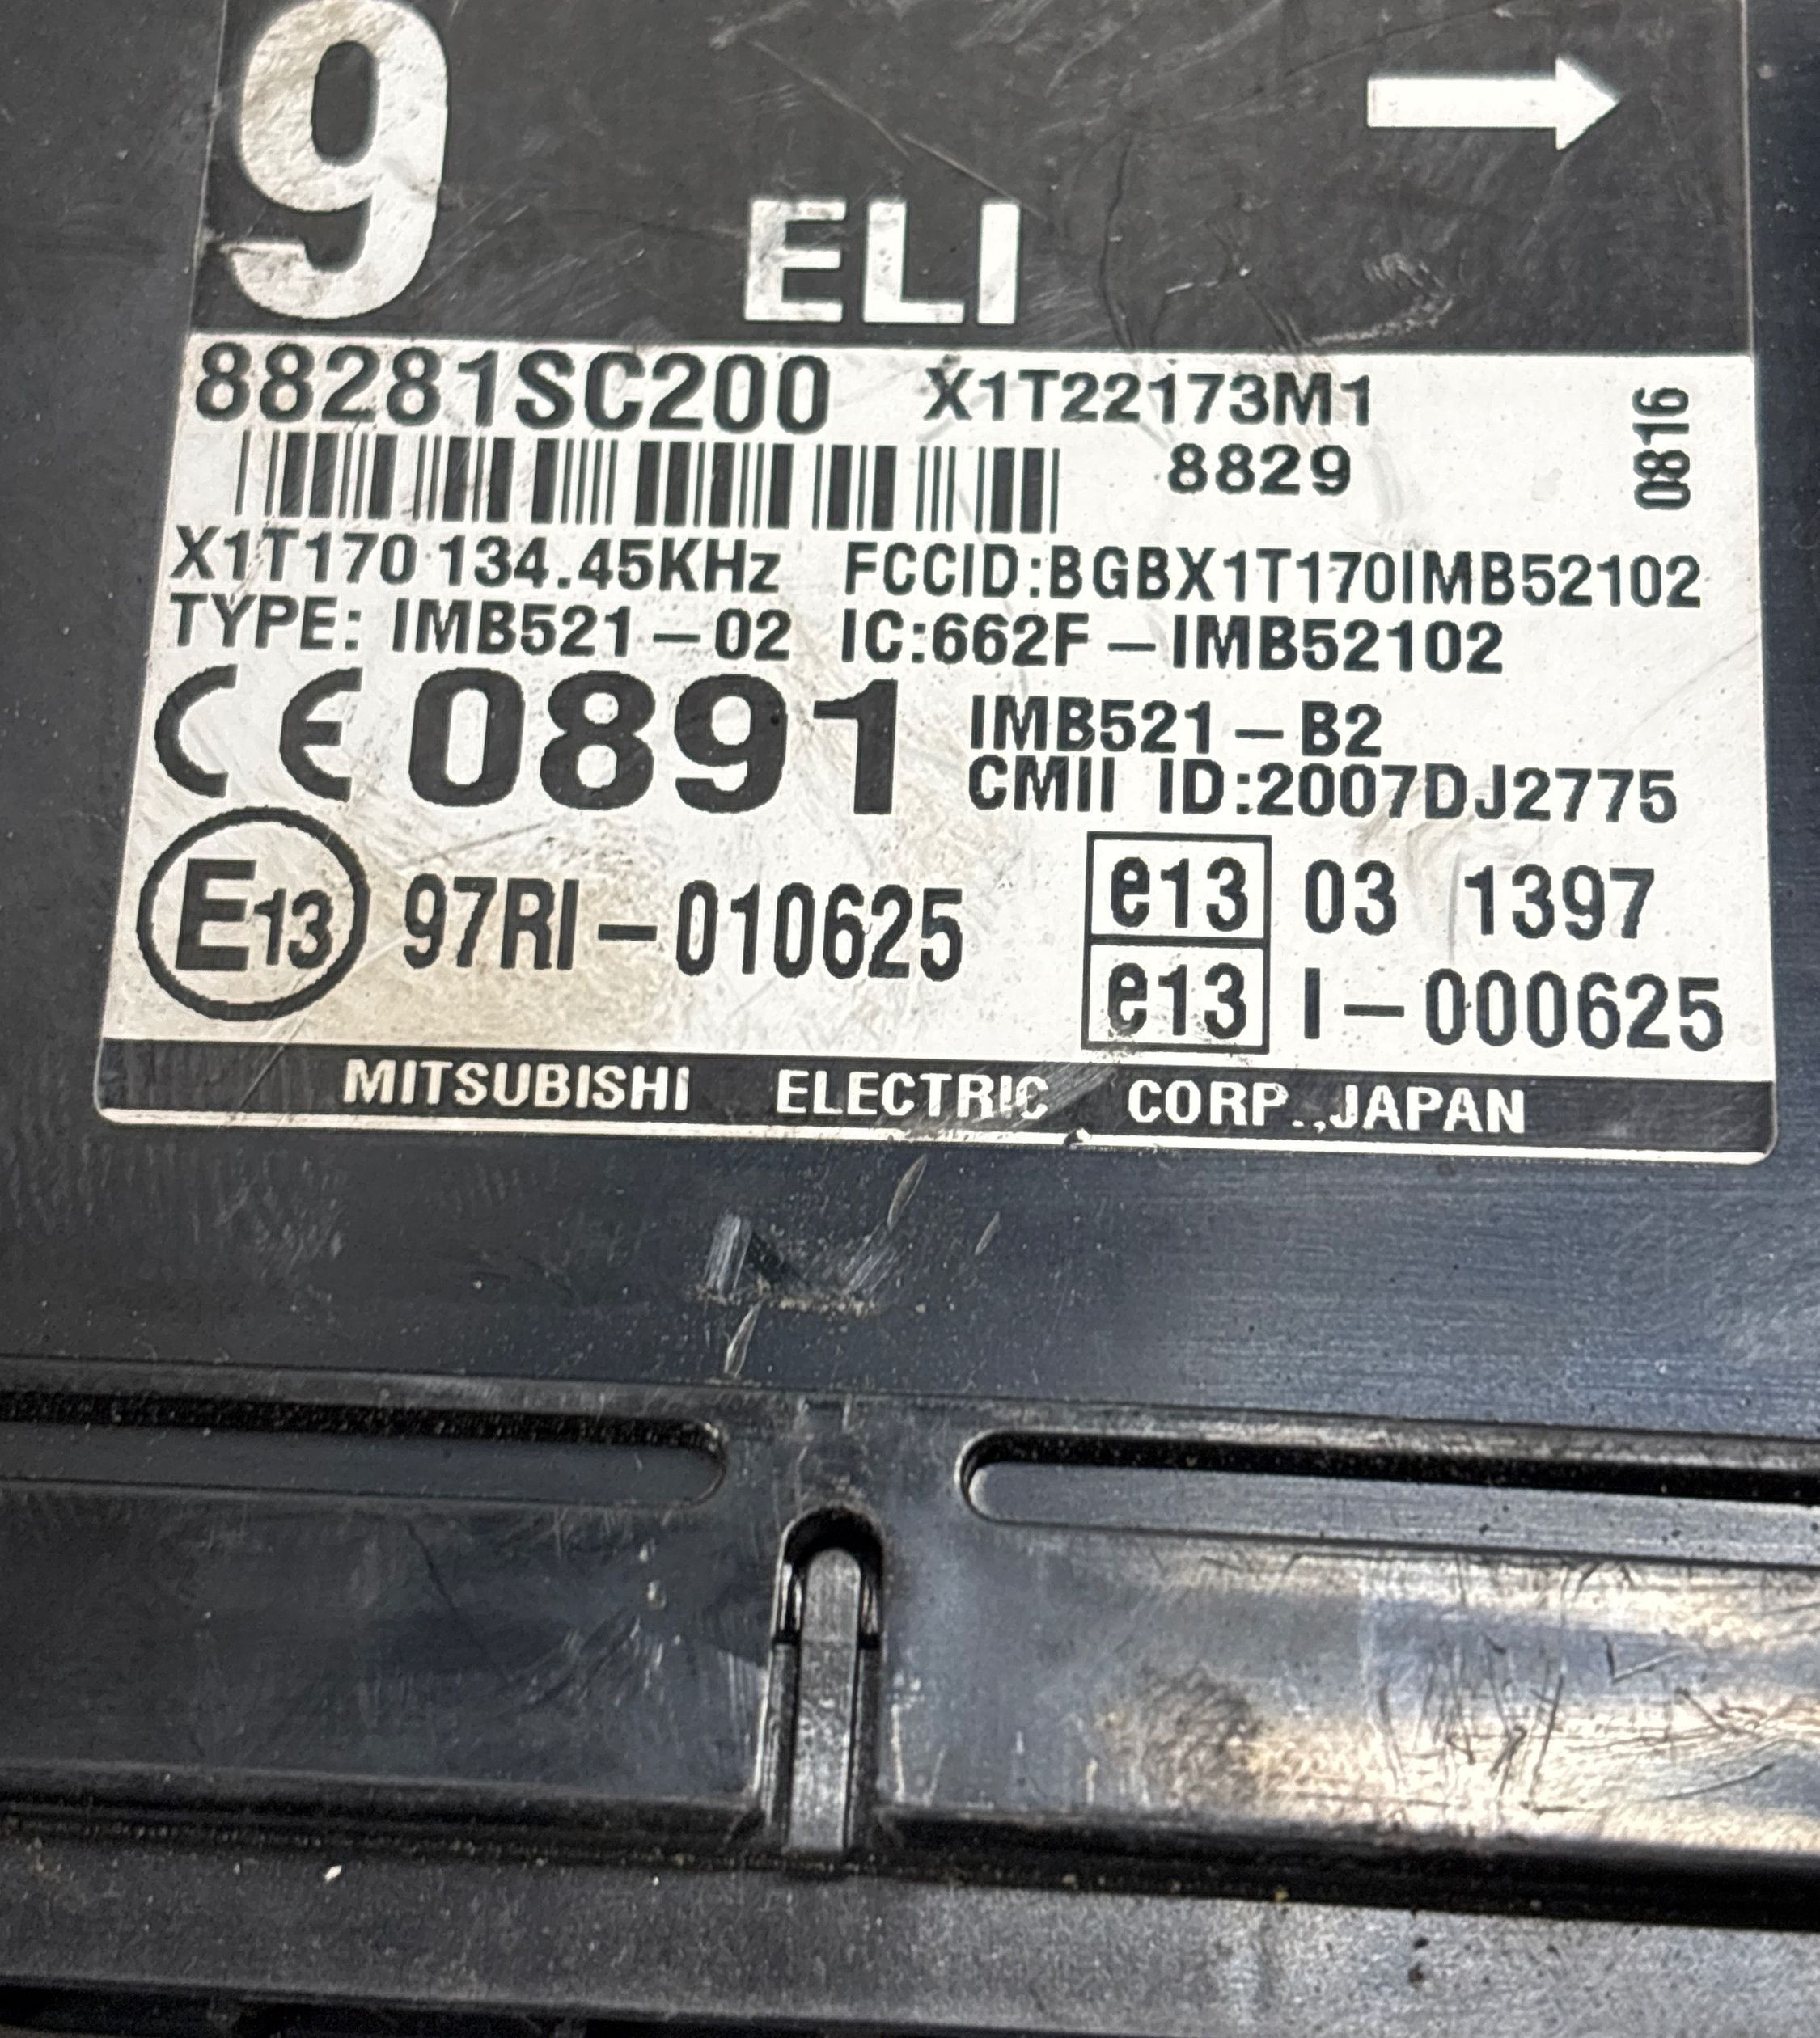 9
ELI
88281SC200 X1T22173M1
8829
0816
X1T170 134.45KHz FCCID:BGBX1T170IMB52102
TYPE: IMB521-02 IC:662F-IMB52102
CE 0891 IMB521-B2
CMII ID:2007DJ2775
E13 97RI-010625
e13 03 1397
e13 I-000625
MITSUBISHI ELECTRIC CORP.,JAPAN